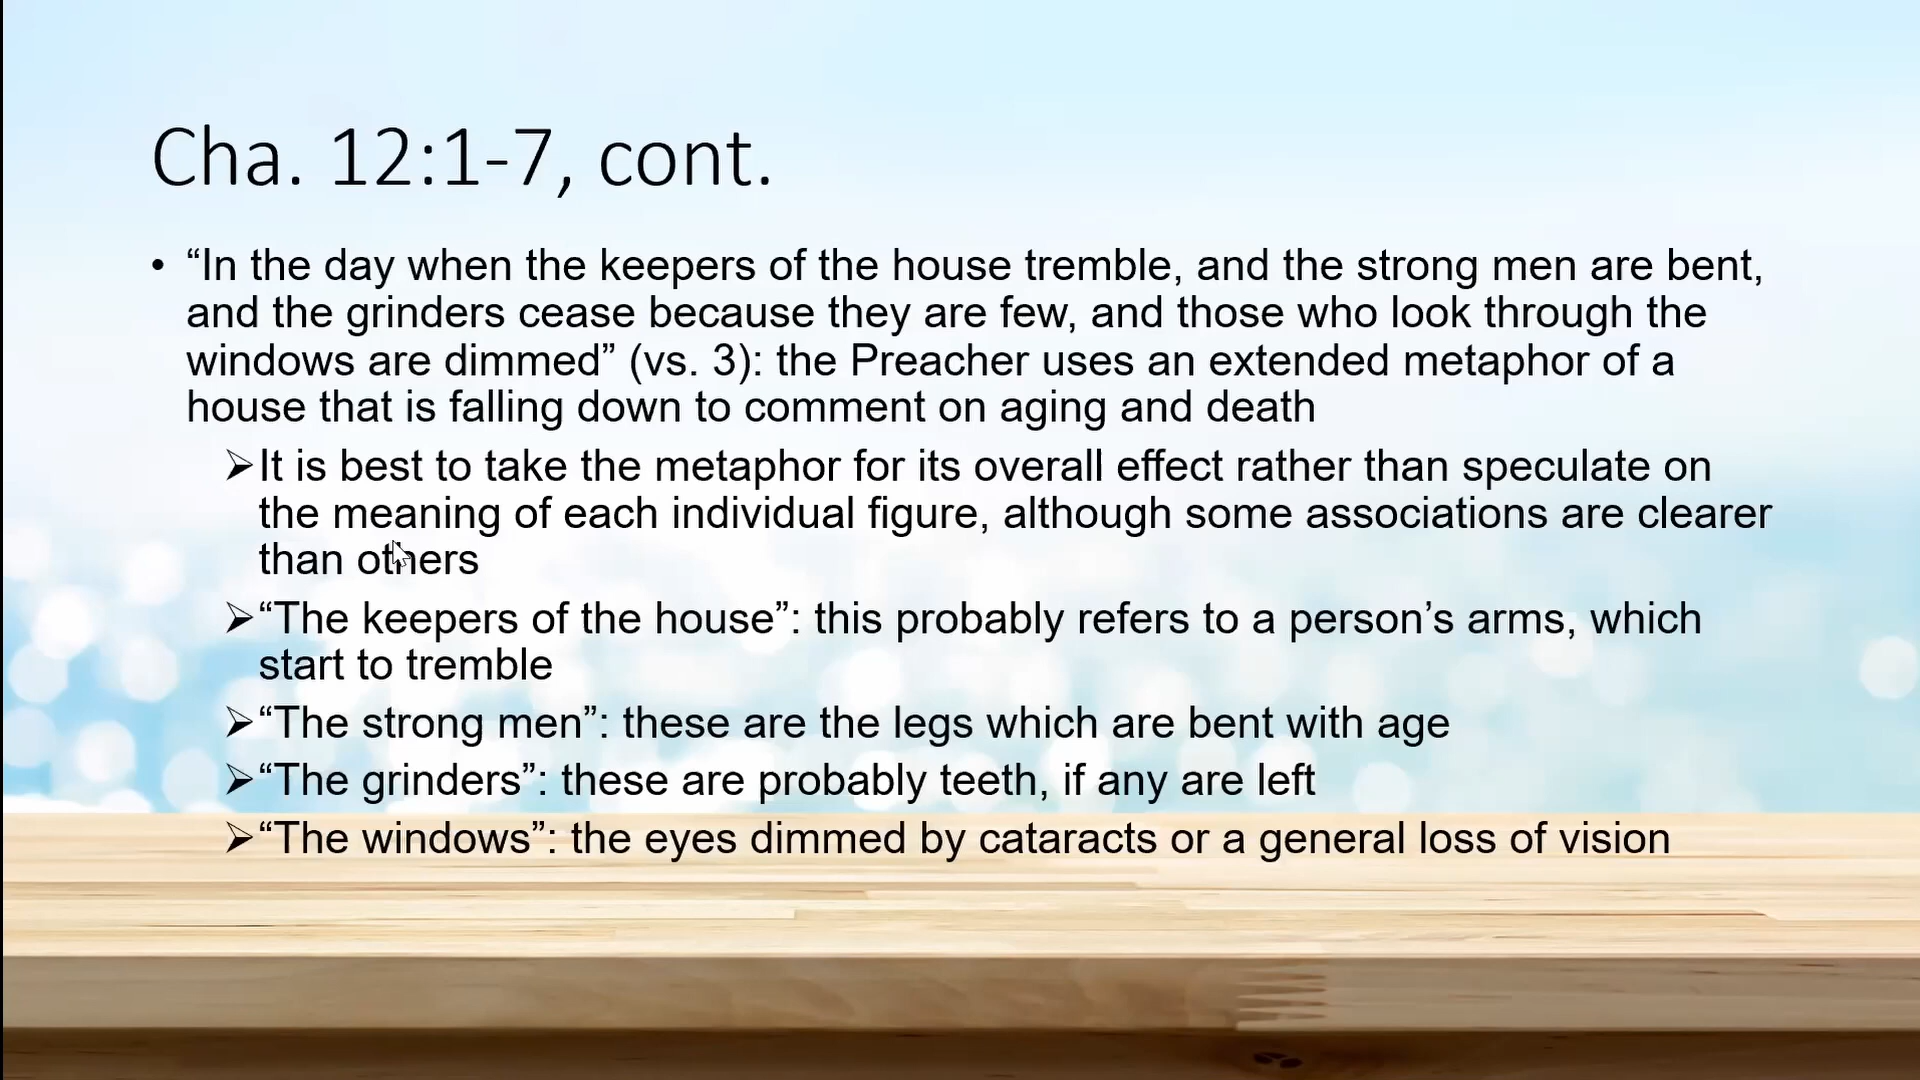 Cha. 12:1-7, cont.
• “In the day when the keepers of the house tremble, and the strong men are bent,
and the grinders cease because they are few, and those who look through the
windows are dimmed” (vs. 3): the Preacher uses an extended metaphor of a
house that is falling down to comment on aging and death
➢It is best to take the metaphor for its overall effect rather than speculate on
the meaning of each individual figure, although some associations are clearer
than others
➢“The keepers of the house”: this probably refers to a person’s arms, which
start to tremble
➢“The strong men”: these are the legs which are bent with age
➢“The grinders”: these are probably teeth, if any are left
➢“The windows”: the eyes dimmed by cataracts or a general loss of vision